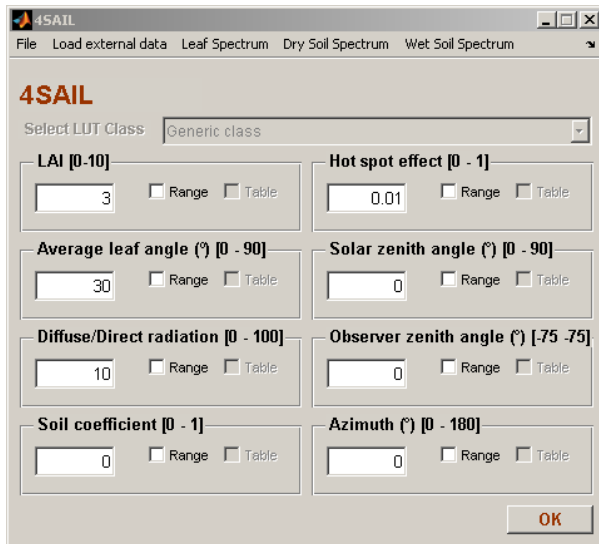 4SAIL
File Load external data Leaf Spectrum Dry Soil Spectrum Wet Soil Spectrum
4SAIL
Select LUT Class Generic class
LAI [0-10] Hot spot effect [0 - 1]
3 Range Table 0.01 Range Table
Average leaf angle (º) [0 - 90] Solar zenith angle (º) [0 - 90]
30 Range Table 0 Range Table
Diffuse/Direct radiation [0 - 100] Observer zenith angle (º) [-75 -75]
10 Range Table 0 Range Table
Soil coefficient [0 - 1] Azimuth (º) [0 - 180]
0 Range Table 0 Range Table
OK